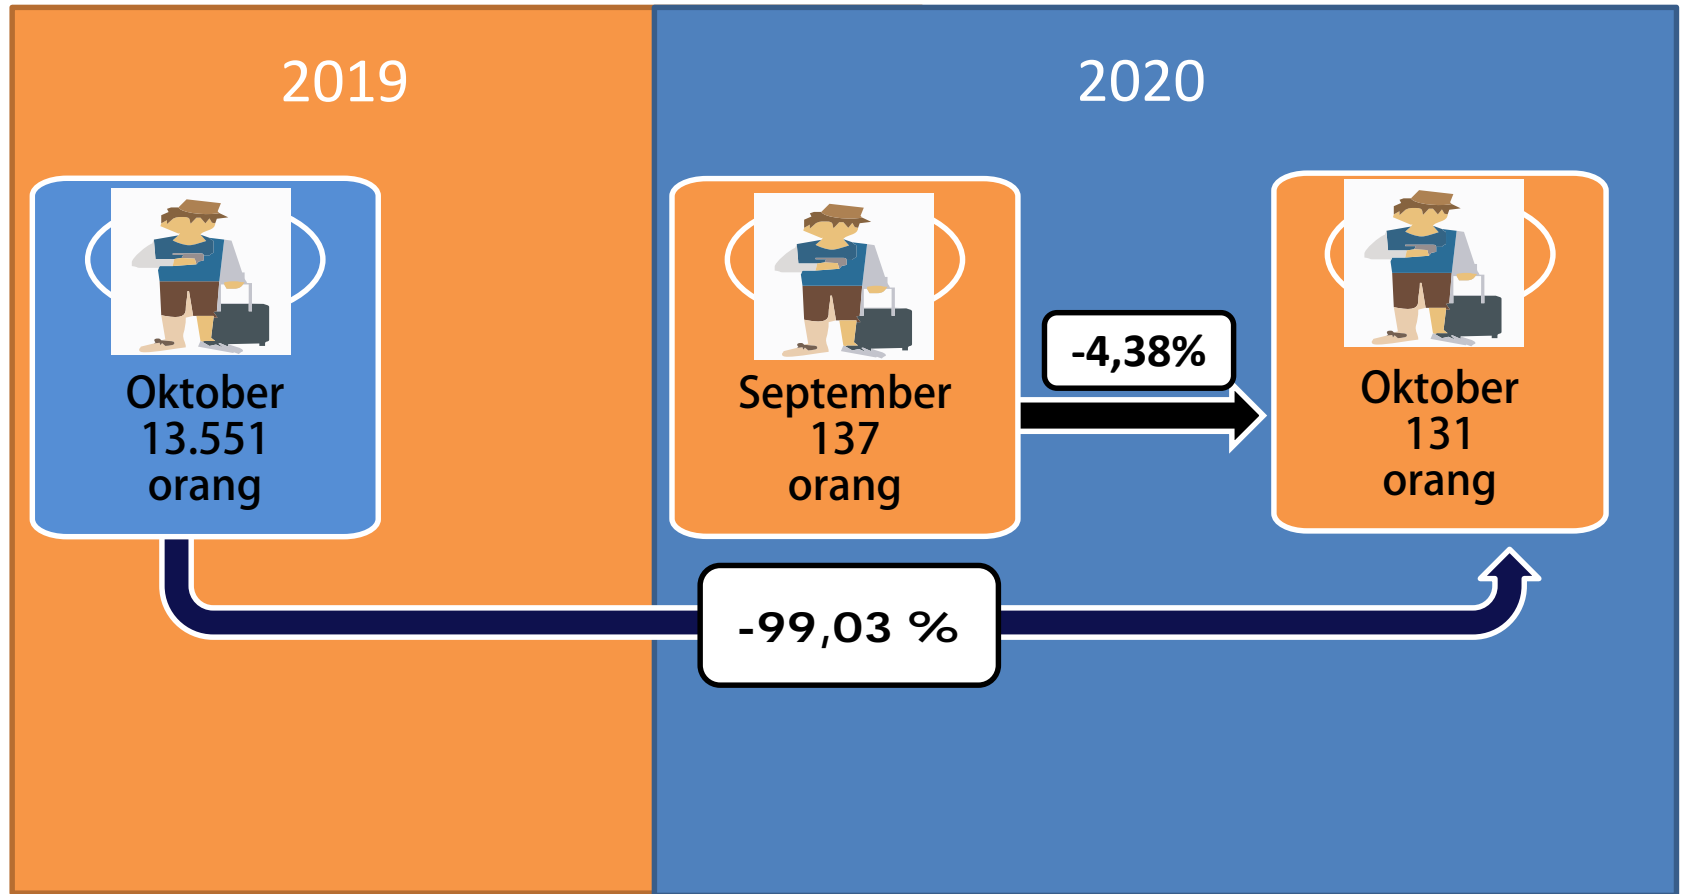 2019
2020
Oktober
13.551
orang
September
137
orang
-4,38%
Oktober
131
orang
-99,03 %